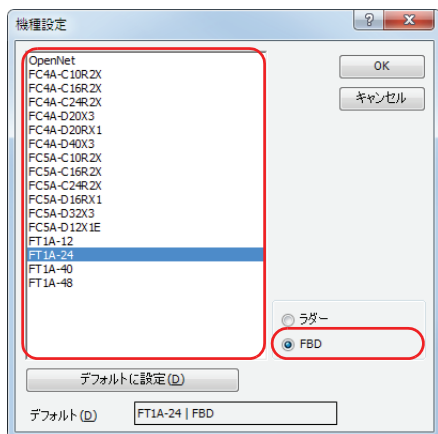 機種設定
OpenNet
FC4A-C10R2X
FC4A-C16R2X
FC4A-C24R2X
FC4A-D20X3
FC4A-D20RX1
FC4A-D40X3
FC5A-C10R2X
FC5A-C16R2X
FC5A-C24R2X
FC5A-D16RX1
FC5A-D32X3
FC5A-D12X1E
FT1A-12
FT1A-24
FT1A-40
FT1A-48
OK
キャンセル
ラダー
FBD
デフォルトに設定(D)
デフォルト(D)
FT1A-24 | FBD